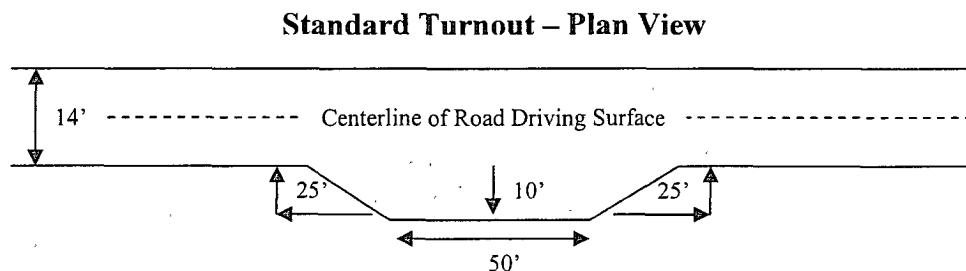 Standard Turnout – Plan View
14’
Centerline of Road Driving Surface
25’
10’
25’
50’